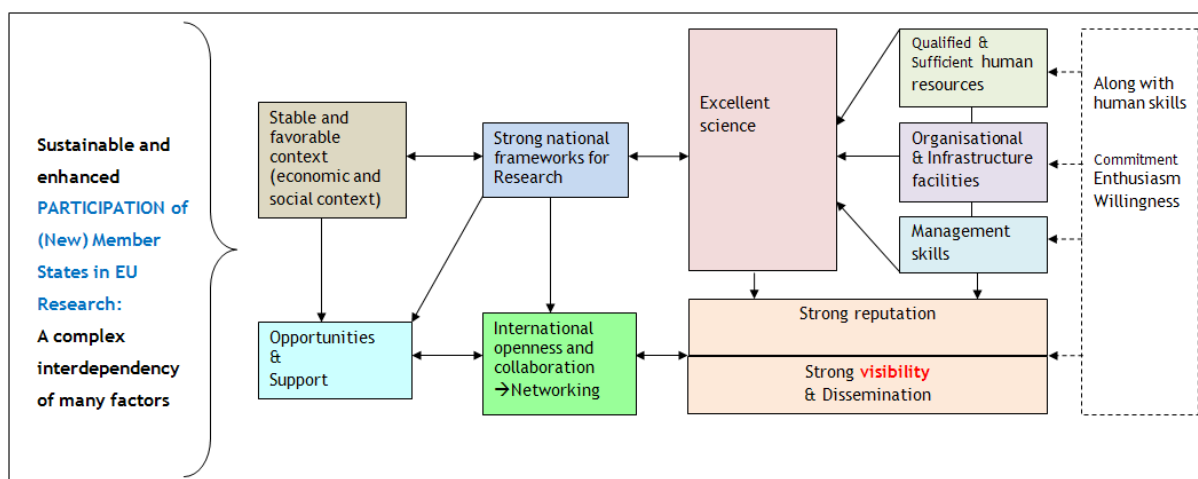 Sustainable and
enhanced
PARTICIPATION of
(New) Member
States in EU
Research:
A complex
interdependency
of many factors
Stable and
favorable
context
(economic and
social context)
Opportunities
&
Support
Strong national
frameworks for
Research
International
openness and
collaboration
→Networking
Excellent
science
Qualified &
Sufficient human
resources
Organisational
& Infrastructure
facilities
Management
skills
Strong reputation
Strong visibility
& Dissemination
Along with
human skills
Commitment
Enthusiasm
Willingness